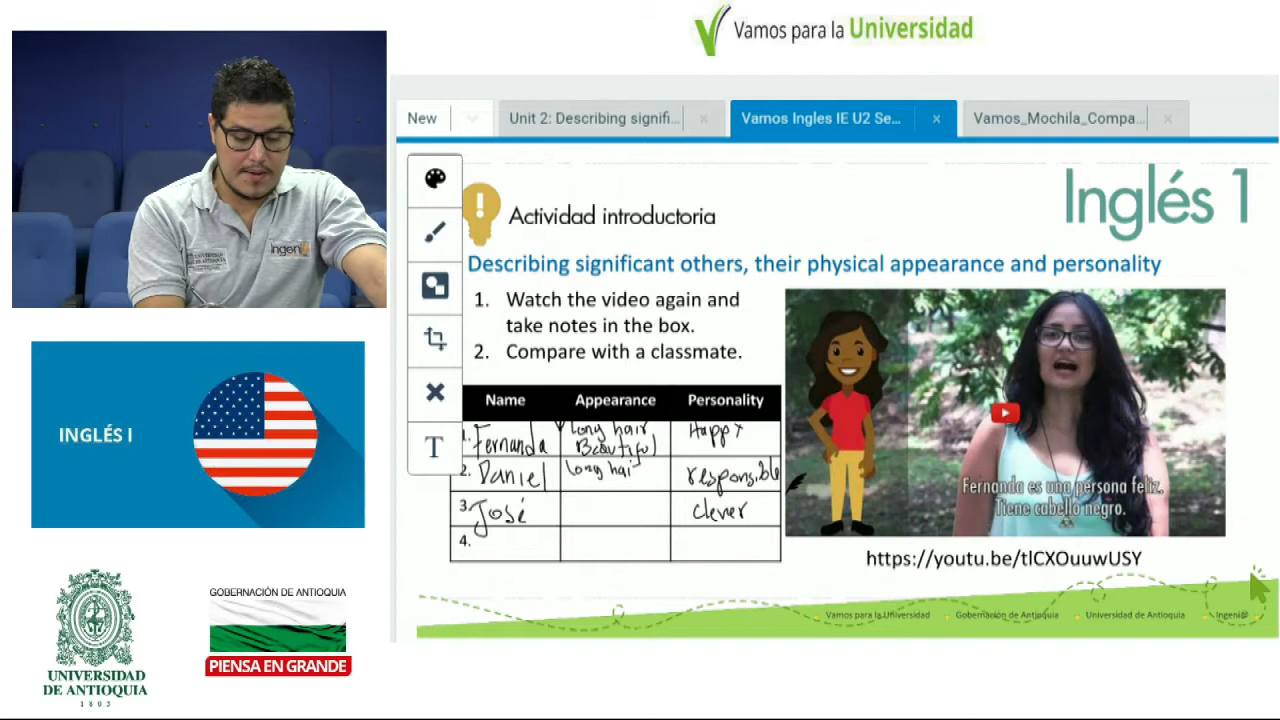 Vamos para la Universidad
New
Unit 2: Describing signifi...
Vamos Ingles IE U2 Se...
Vamos_Mochila_Compa...
Inglés 1
Actividad introductoria
Describing significant others, their physical appearance and personality
1. Watch the video again and
take notes in the box.
2. Compare with a classmate.
Name Appearance Personality
1. Fernanda long hair Beautiful Happy
2. Daniel long hai responsible
3. José clever
4.
Fernanda es una persona feliz.
Tiene cabello negro.
https://youtu.be/tlCXOuuwUSY
Vamos para la Universidad Gobernación de Antioquia Universidad de Antioquia Ingeni@
T
Ingeni@
INGLÉS I
UNIVERSIDAD
DE ANTIOQUIA
1803
GOBERNACIÓN DE ANTIOQUIA
PIENSA EN GRANDE